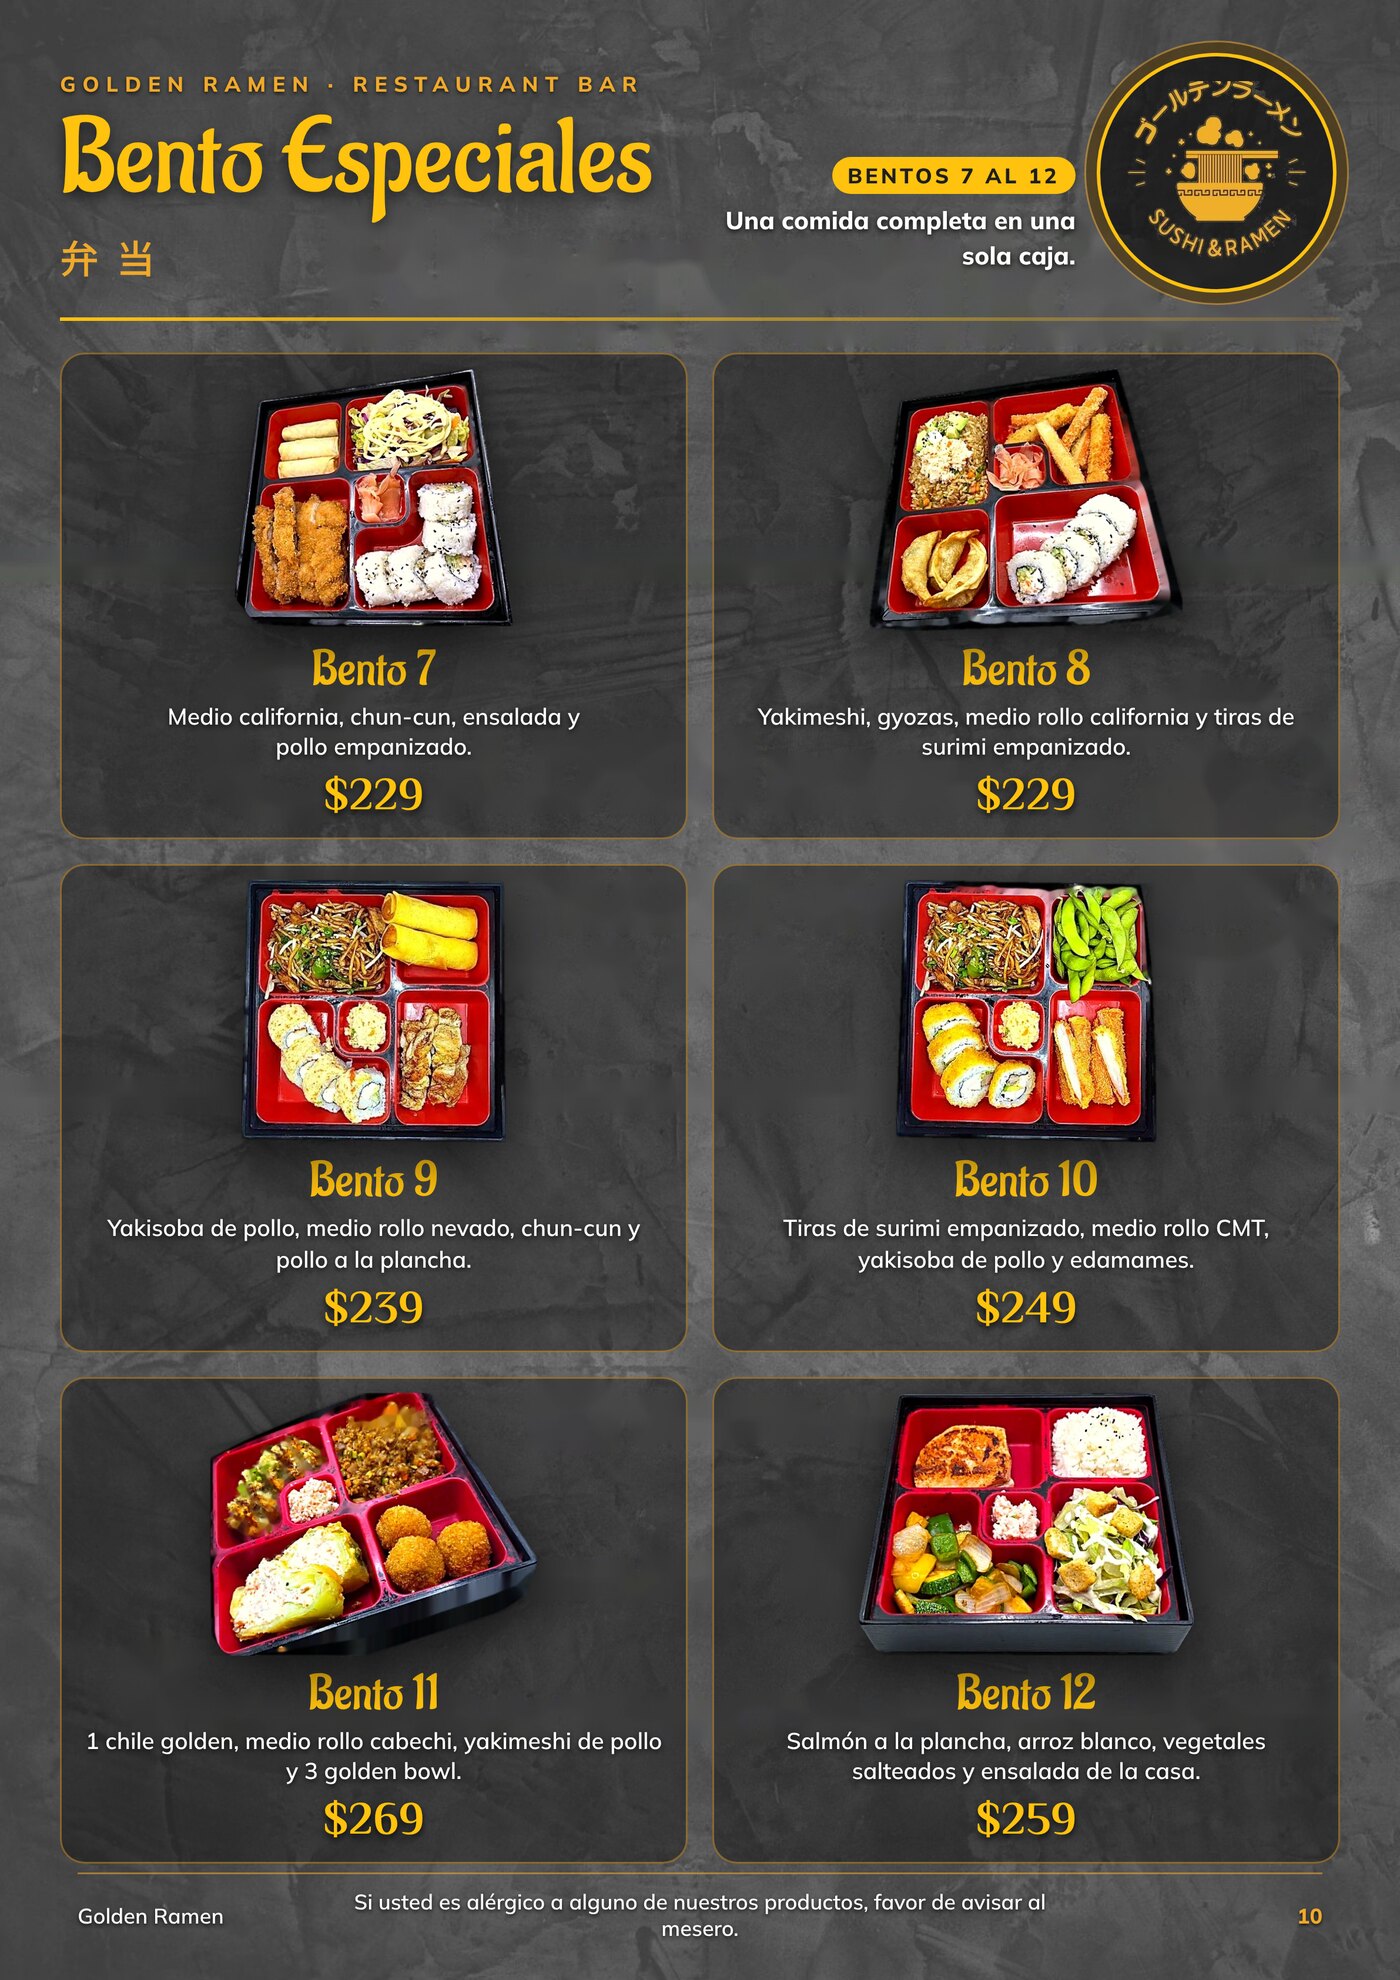 GOLDEN RAMEN · RESTAURANT BAR
Bento Especiales
弁当
BENTOS 7 AL 12
Una comida completa en una
sola caja.
ゴールデンラーメン
SUSHI & RAMEN
Bento 7
Medio california, chun-cun, ensalada y
pollo empanizado.
$229
Bento 8
Yakimeshi, gyozas, medio rollo california y tiras de
surimi empanizado.
$229
Bento 9
Yakisoba de pollo, medio rollo nevado, chun-cun y
pollo a la plancha.
$239
Bento 10
Tiras de surimi empanizado, medio rollo CMT,
yakisoba de pollo y edamames.
$249
Bento 11
1 chile golden, medio rollo cabechi, yakimeshi de pollo
y 3 golden bowl.
$269
Bento 12
Salmón a la plancha, arroz blanco, vegetales
salteados y ensalada de la casa.
$259
Golden Ramen
Si usted es alérgico a alguno de nuestros productos, favor de avisar al
mesero.
10